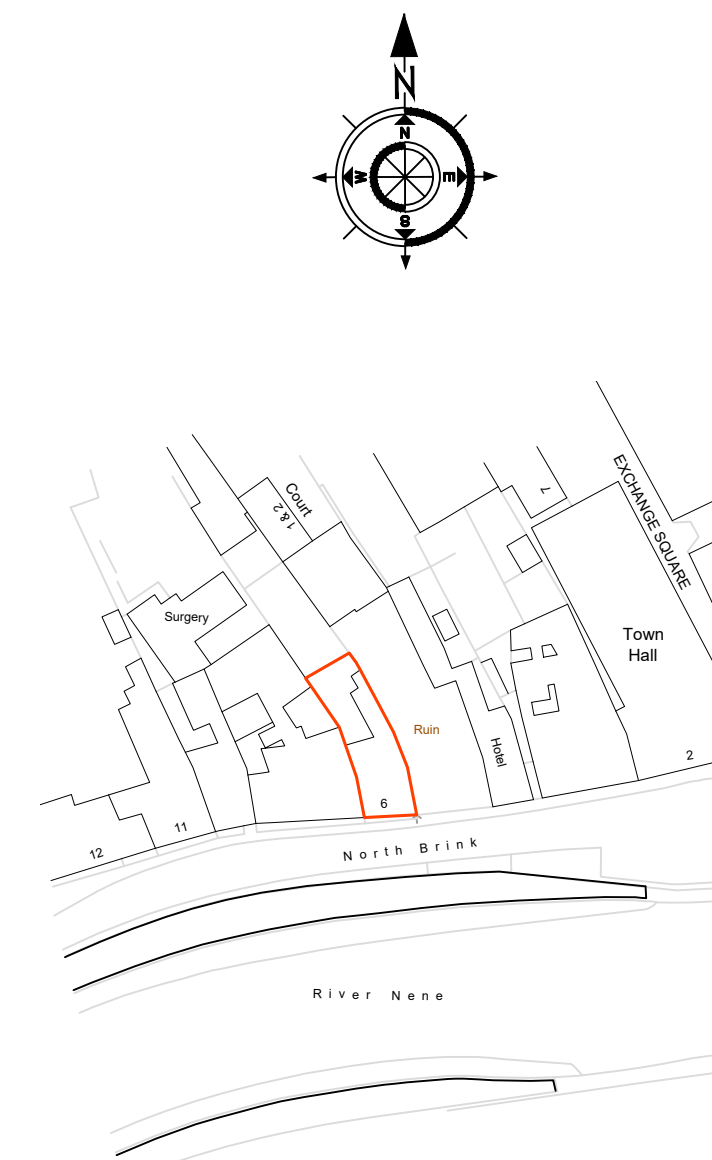 N
N
W
E
S
EXCHANGE SQUARE
Court
1 & 2
7
Surgery
Town
Hall
Ruin
Hotel
2
6
11
12
North Brink
River Nene